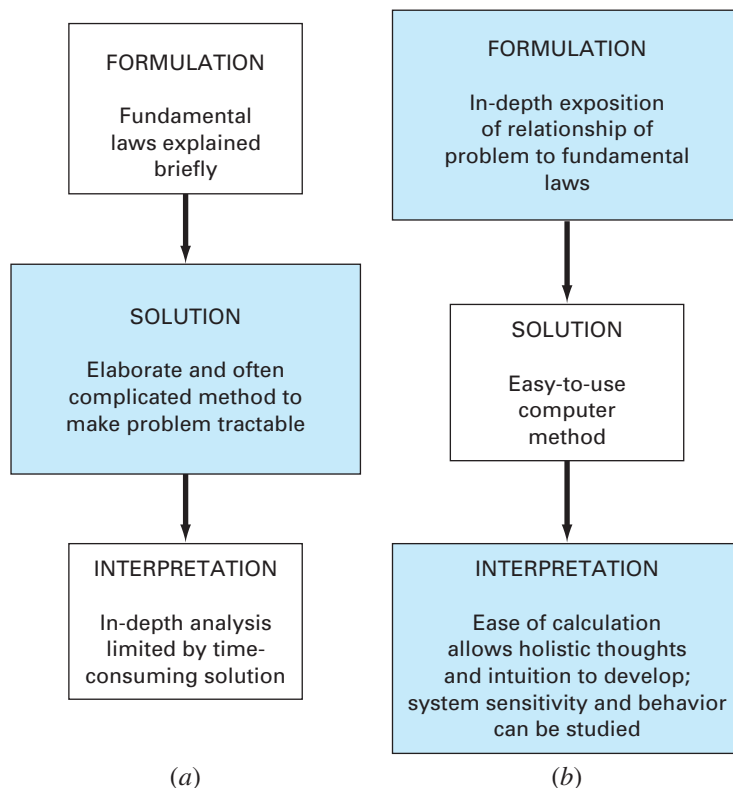 FORMULATION
Fundamental
laws explained
briefly
SOLUTION
Elaborate and often
complicated method to
make problem tractable
INTERPRETATION
In-depth analysis
limited by time-
consuming solution
(a)
FORMULATION
In-depth exposition
of relationship of
problem to fundamental
laws
SOLUTION
Easy-to-use
computer
method
INTERPRETATION
Ease of calculation
allows holistic thoughts
and intuition to develop;
system sensitivity and behavior
can be studied
(b)